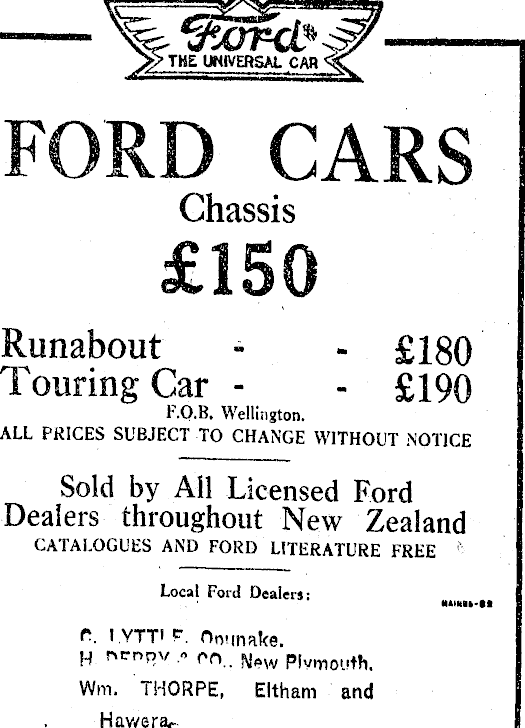 Ford
THE UNIVERSAL CAR
FORD CARS
Chassis
£150
Runabout - - £180
Touring Car - - £190
F.O.B. Wellington.
ALL PRICES SUBJECT TO CHANGE WITHOUT NOTICE
Sold by All Licensed Ford
Dealers throughout New Zealand
CATALOGUES AND FORD LITERATURE FREE
Local Ford Dealers:
LYTTLE, Opunake.
H. & CO., New Plymouth.
Wm. THORPE, Eltham and
Hawera.